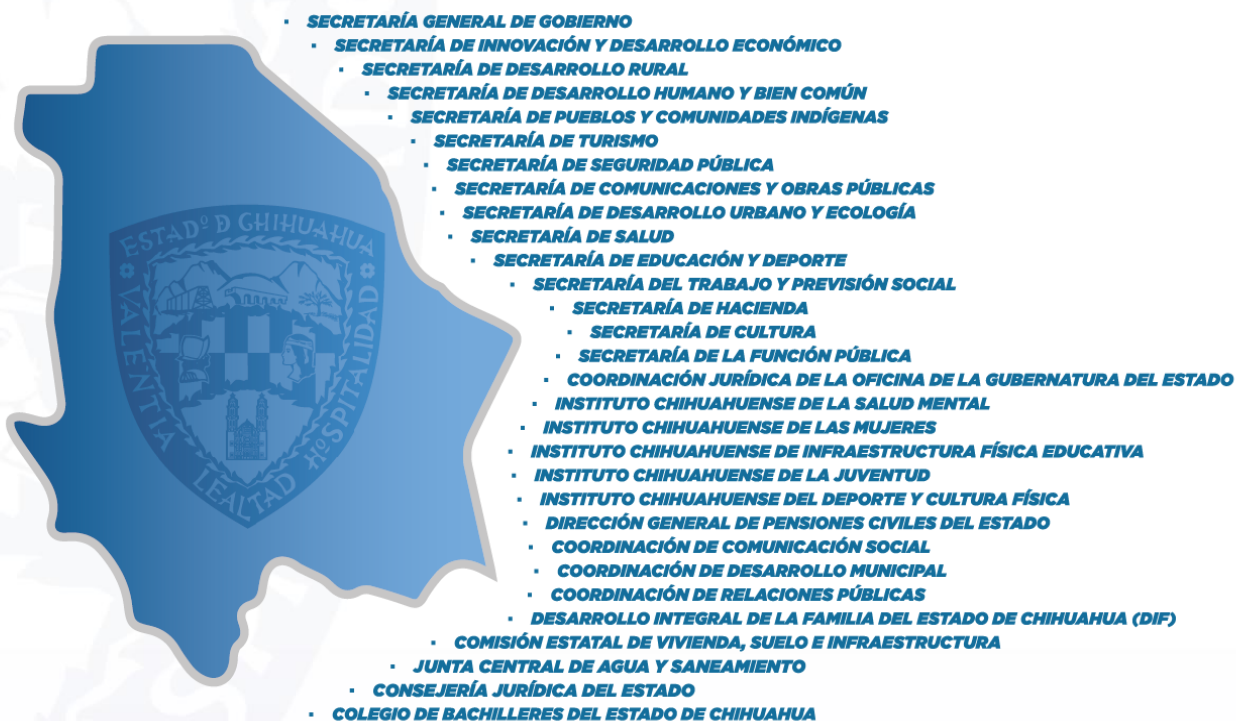 · SECRETARÍA GENERAL DE GOBIERNO
· SECRETARÍA DE INNOVACIÓN Y DESARROLLO ECONÓMICO
· SECRETARÍA DE DESARROLLO RURAL
· SECRETARÍA DE DESARROLLO HUMANO Y BIEN COMÚN
· SECRETARÍA DE PUEBLOS Y COMUNIDADES INDÍGENAS
· SECRETARÍA DE TURISMO
· SECRETARÍA DE SEGURIDAD PÚBLICA
· SECRETARÍA DE COMUNICACIONES Y OBRAS PÚBLICAS
· SECRETARÍA DE DESARROLLO URBANO Y ECOLOGÍA
· SECRETARÍA DE SALUD
· SECRETARÍA DE EDUCACIÓN Y DEPORTE
· SECRETARÍA DEL TRABAJO Y PREVISIÓN SOCIAL
· SECRETARÍA DE HACIENDA
· SECRETARÍA DE CULTURA
· SECRETARÍA DE LA FUNCIÓN PÚBLICA
· COORDINACIÓN JURÍDICA DE LA OFICINA DE LA GUBERNATURA DEL ESTADO
· INSTITUTO CHIHUAHUENSE DE LA SALUD MENTAL
· INSTITUTO CHIHUAHUENSE DE LAS MUJERES
· INSTITUTO CHIHUAHUENSE DE INFRAESTRUCTURA FÍSICA EDUCATIVA
· INSTITUTO CHIHUAHUENSE DE LA JUVENTUD
· INSTITUTO CHIHUAHUENSE DEL DEPORTE Y CULTURA FÍSICA
· DIRECCIÓN GENERAL DE PENSIONES CIVILES DEL ESTADO
· COORDINACIÓN DE COMUNICACIÓN SOCIAL
· COORDINACIÓN DE DESARROLLO MUNICIPAL
· COORDINACIÓN DE RELACIONES PÚBLICAS
· DESARROLLO INTEGRAL DE LA FAMILIA DEL ESTADO DE CHIHUAHUA (DIF)
· COMISIÓN ESTATAL DE VIVIENDA, SUELO E INFRAESTRUCTURA
· JUNTA CENTRAL DE AGUA Y SANEAMIENTO
· CONSEJERÍA JURÍDICA DEL ESTADO
· COLEGIO DE BACHILLERES DEL ESTADO DE CHIHUAHUA
ESTADº D CHIHUAHUA
VALENTIA
LEALTAD
HºSPITALIDAD